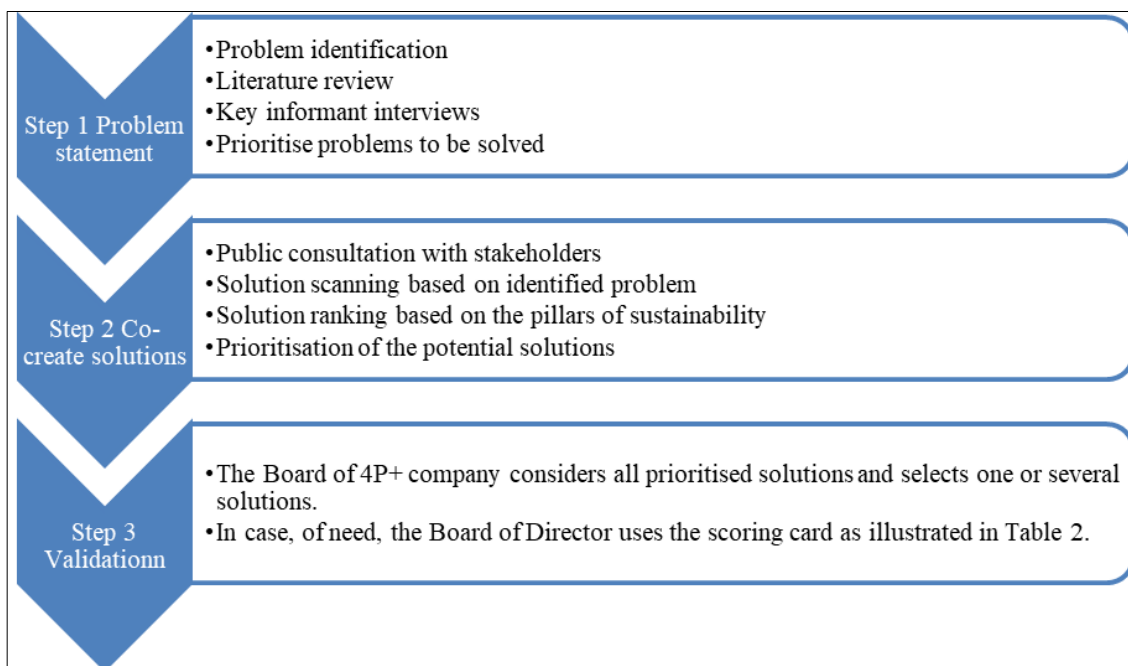 Step 1 Problem
statement
•Problem identification
•Literature review
•Key informant interviews
•Prioritise problems to be solved
Step 2 Co-
create solutions
•Public consultation with stakeholders
•Solution scanning based on identified problem
•Solution ranking based on the pillars of sustainability
•Prioritisation of the potential solutions
Step 3
Validationn
•The Board of 4P+ company considers all prioritised solutions and selects one or several
solutions.
•In case, of need, the Board of Director uses the scoring card as illustrated in Table 2.